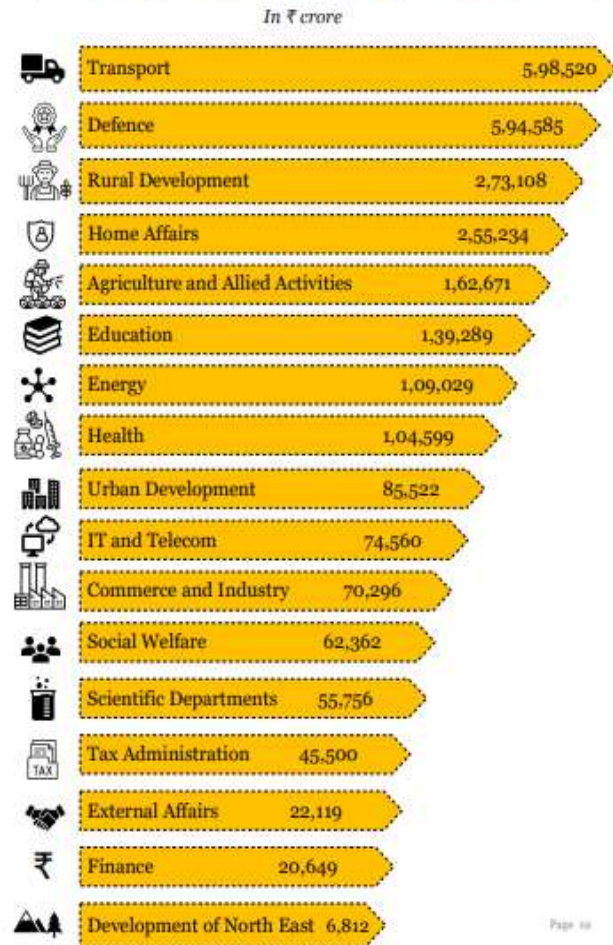 In ₹ crore
Transport 5,98,520
Defence 5,94,585
Rural Development 2,73,108
Home Affairs 2,55,234
Agriculture and Allied Activities 1,62,671
Education 1,39,289
Energy 1,09,029
Health 1,04,599
Urban Development 85,522
IT and Telecom 74,560
Commerce and Industry 70,296
Social Welfare 62,362
Scientific Departments 55,756
TAX Tax Administration 45,500
External Affairs 22,119
₹ Finance 20,649
Development of North East 6,812
Page